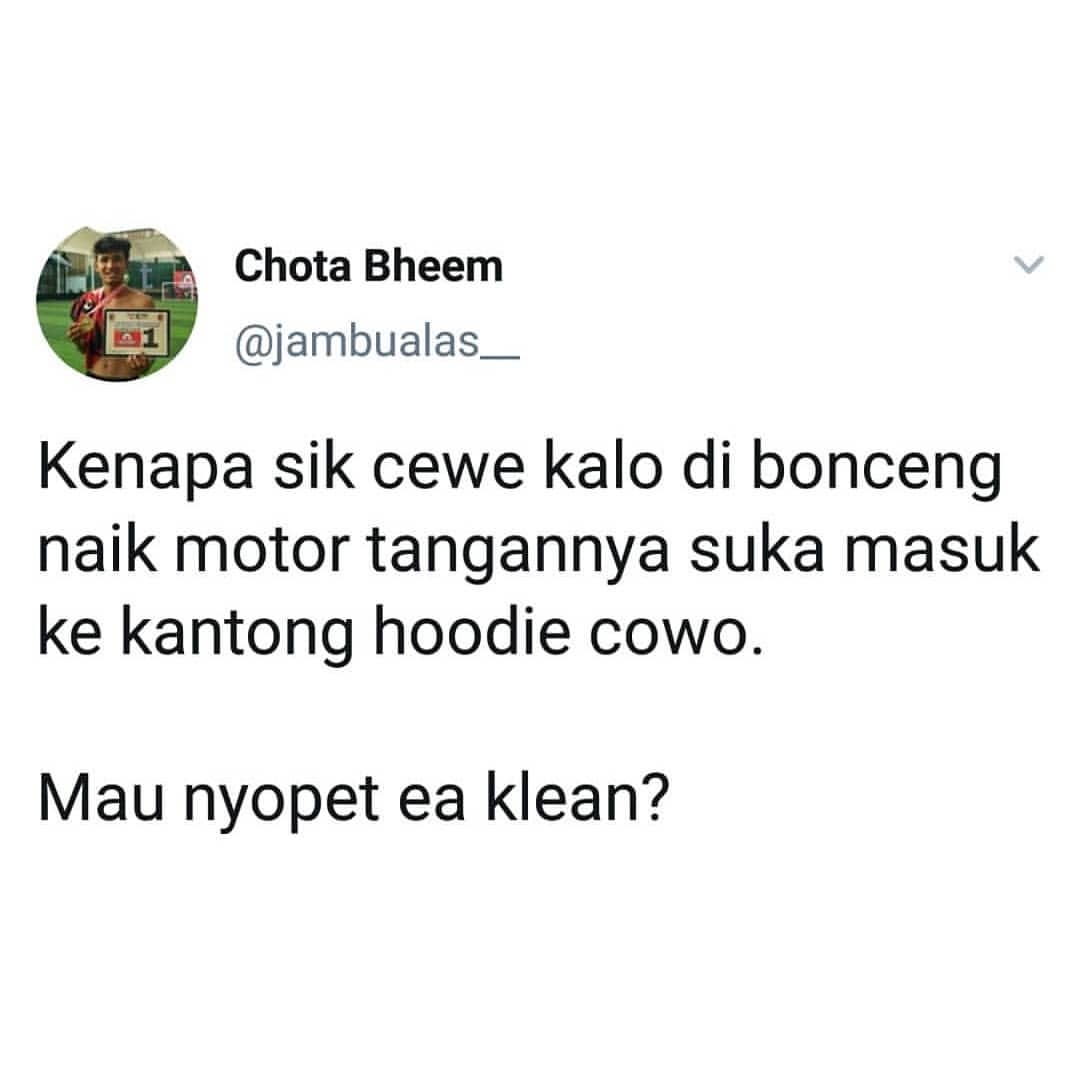 Chota Bheem
@jambualas__
Kenapa sik cewe kalo di bonceng
naik motor tangannya suka masuk
ke kantong hoodie cowo.
Mau nyopet ea klean?